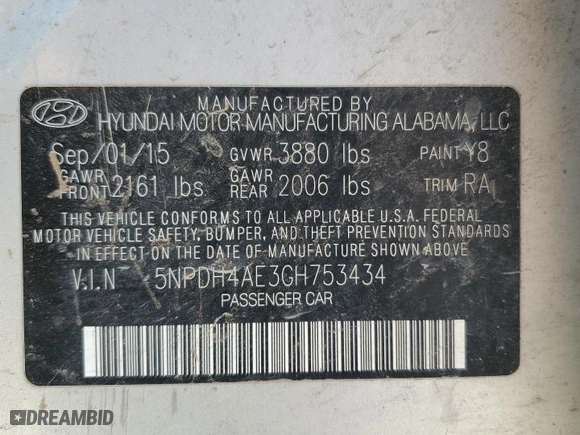 MANUFACTURED BY
HYUNDAI MOTOR MANUFACTURING ALABAMA, LLC
Sep/01/15 GVWR 3880 lbs PAINT Y8
GAWR FRONT 2161 lbs GAWR REAR 2006 lbs TRIM RA
THIS VEHICLE CONFORMS TO ALL APPLICABLE U.S.A. FEDERAL
MOTOR VEHICLE SAFETY, BUMPER, AND THEFT PREVENTION STANDARDS
IN EFFECT ON THE DATE OF MANUFACTURE SHOWN ABOVE
V.I.N 5NPDH4AE3GH753434
PASSENGER CAR
DREAMBID